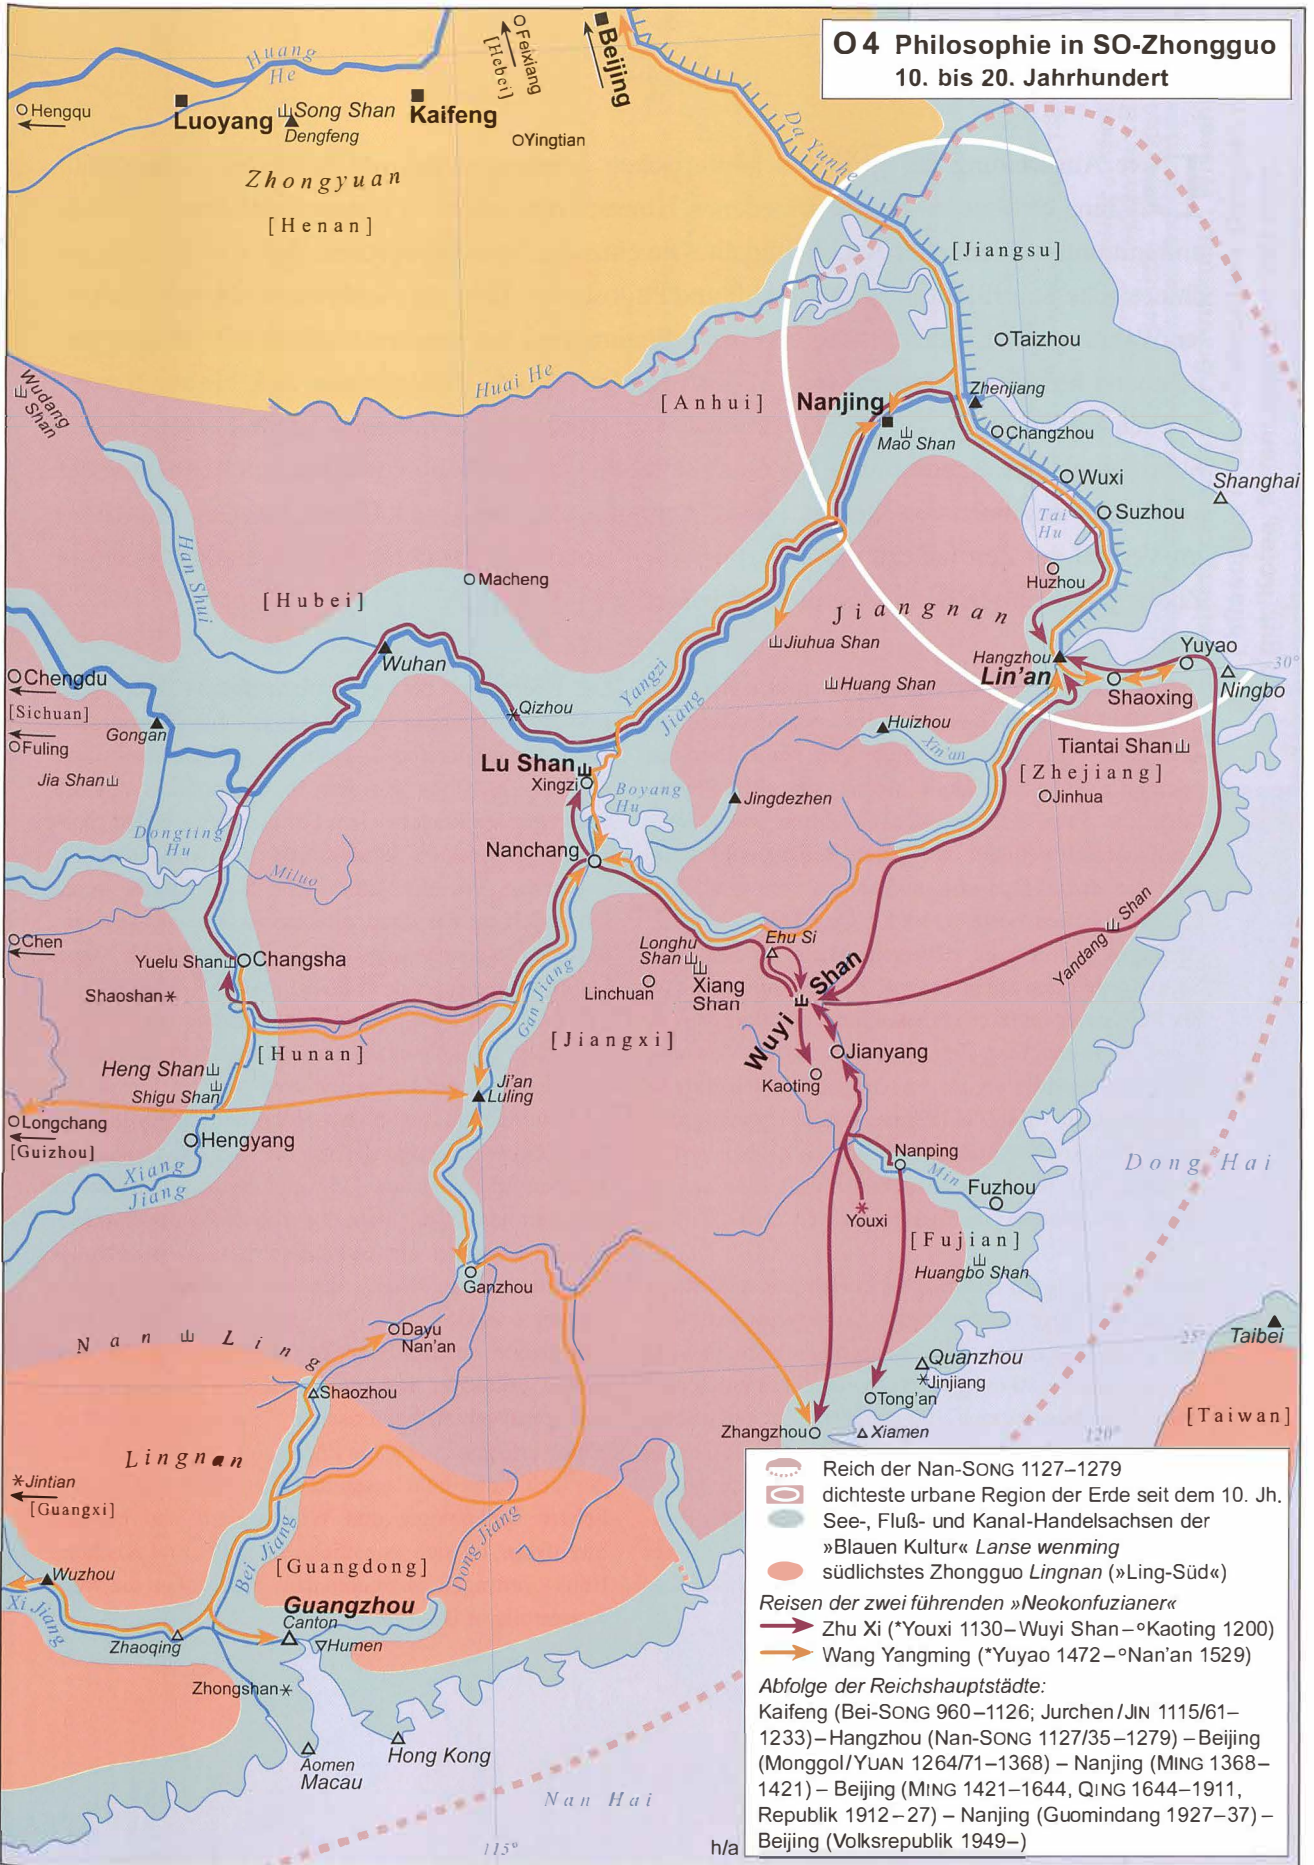 O 4 Philosophie in SO-Zhongguo
10. bis 20. Jahrhundert
Huang
He
Feixiang
[Hebei]
Beijing
Hengqu
Luoyang
Song Shan
Dengfeng
Kaifeng
Yingtian
Da Yunhe
Zhongyuan
[Henan]
[Jiangsu]
Taizhou
Wudang
Shan
Huai He
[Anhui]
Nanjing
Zhenjiang
Mao Shan
Changzhou
Wuxi
Shanghai
Suzhou
Tai
Hu
Han Shui
Huzhou
Macheng
[Hubei]
Jiangnan
Jiuhua Shan
Wuhan
Yuyao
Hangzhou
Lin'an
30°
Chengdu
[Sichuan]
Shaoxing
Ningbo
Yangzi
Jiang
Huang Shan
Qizhou
Gongan
Fuling
Huizhou
Xin'an
Tiantai Shan
Lu Shan
Xingzi
[Zhejiang]
Jia Shan
Boyang
Hu
Jingdezhen
Jinhua
Dongting
Hu
Nanchang
Miluo
Yandang Shan
Chen
Ehu Si
Longhu
Shan
Yuelu Shan
Changsha
Shaoshan
Linchuan
Xiang
Shan
Wuyi Shan
Gan Jiang
[Hunan]
[Jiangxi]
Jianyang
Heng Shan
Shigu Shan
Kaoting
Ji'an
Luling
Longchang
[Guizhou]
Hengyang
Nanping
Min
Dong Hai
Xiang
Jiang
Fuzhou
Youxi
[Fujian]
Huangbo Shan
Ganzhou
Nan Ling
Dayu
Nan'an
25°
Taibei
Quanzhou
Jinjiang
Shaozhou
Tong'an
[Taiwan]
Zhangzhou
Xiamen
120°
Lingnan
Jintian
[Guangxi]
Bei Jiang
Dong Jiang
[Guangdong]
Wuzhou
Xi Jiang
Guangzhou
Canton
Zhaoqing
Humen
Zhongshan
Hong Kong
Aomen
Macau
Nan Hai
115°
h/a
Reich der Nan-SONG 1127–1279
dichteste urbane Region der Erde seit dem 10. Jh.
See-, Fluß- und Kanal-Handelsachsen der
»Blauen Kultur« Lanse wenming
südlichstes Zhongguo Lingnan (»Ling-Süd«)
Reisen der zwei führenden »Neokonfuzianer«
Zhu Xi (*Youxi 1130–Wuyi Shan–°Kaoting 1200)
Wang Yangming (*Yuyao 1472–°Nan'an 1529)
Abfolge der Reichshauptstädte:
Kaifeng (Bei-SONG 960–1126; Jurchen/JIN 1115/61–
1233)–Hangzhou (Nan-SONG 1127/35–1279) – Beijing
(Monggol/YUAN 1264/71–1368) – Nanjing (MING 1368–
1421) – Beijing (MING 1421–1644, QING 1644–1911,
Republik 1912–27) – Nanjing (Guomindang 1927–37) –
Beijing (Volksrepublik 1949–)